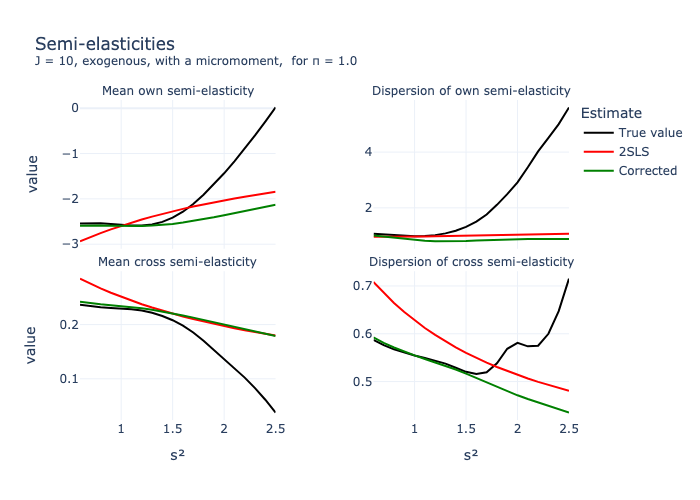 Semi-elasticities
J = 10, exogenous, with a micromoment,  for π = 1.0
Mean own semi-elasticity
Dispersion of own semi-elasticity
Estimate
True value
2SLS
Corrected
value
0
−1
−2
−3
4
2
Mean cross semi-elasticity
Dispersion of cross semi-elasticity
value
0.2
0.1
0.7
0.6
0.5
1
1.5
2
2.5
1
1.5
2
2.5
s²
s²